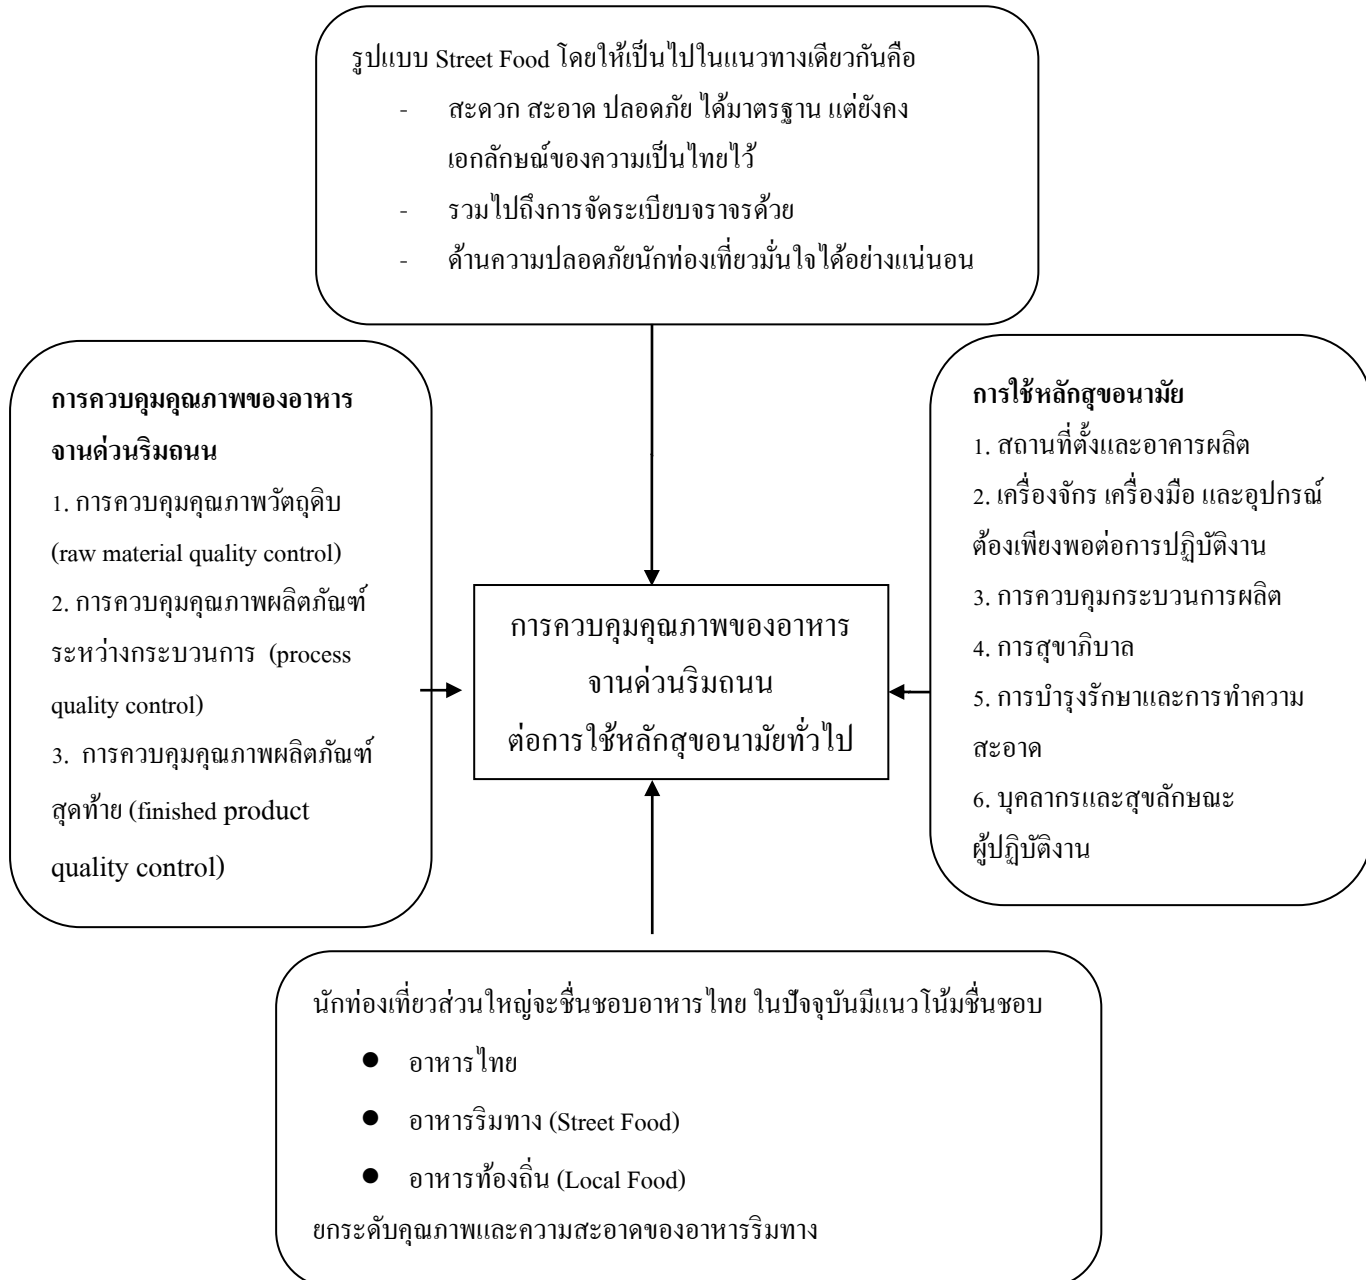 รูปแบบ Street Food โดยให้เป็นไปในแนวทางเดียวกันคือ
- สะดวก สะอาด ปลอดภัย ได้มาตรฐาน แต่ยังคง
เอกลักษณ์ของความเป็นไทยไว้
- รวมไปถึงการจัดระเบียบจราจรด้วย
- ด้านความปลอดภัยนักท่องเที่ยวมั่นใจได้อย่างแน่นอน
การควบคุมคุณภาพของอาหาร
จานด่วนริมถนน
1. การควบคุมคุณภาพวัตถุดิบ
(raw material quality control)
2. การควบคุมคุณภาพผลิตภัณฑ์
ระหว่างกระบวนการ (process
quality control)
3. การควบคุมคุณภาพผลิตภัณฑ์
สุดท้าย (finished product
quality control)
การควบคุมคุณภาพของอาหาร
จานด่วนริมถนน
ต่อการใช้หลักสุขอนามัยทั่วไป
การใช้หลักสุขอนามัย
1. สถานที่ตั้งและอาคารผลิต
2. เครื่องจักร เครื่องมือ และอุปกรณ์
ต้องเพียงพอต่อการปฏิบัติงาน
3. การควบคุมกระบวนการผลิต
4. การสุขาภิบาล
5. การบำรุงรักษาและการทำความ
สะอาด
6. บุคลากรและสุขลักษณะ
ผู้ปฏิบัติงาน
นักท่องเที่ยวส่วนใหญ่จะชื่นชอบอาหารไทย ในปัจจุบันมีแนวโน้มชื่นชอบ
● อาหารไทย
● อาหารริมทาง (Street Food)
● อาหารท้องถิ่น (Local Food)
ยกระดับคุณภาพและความสะอาดของอาหารริมทาง